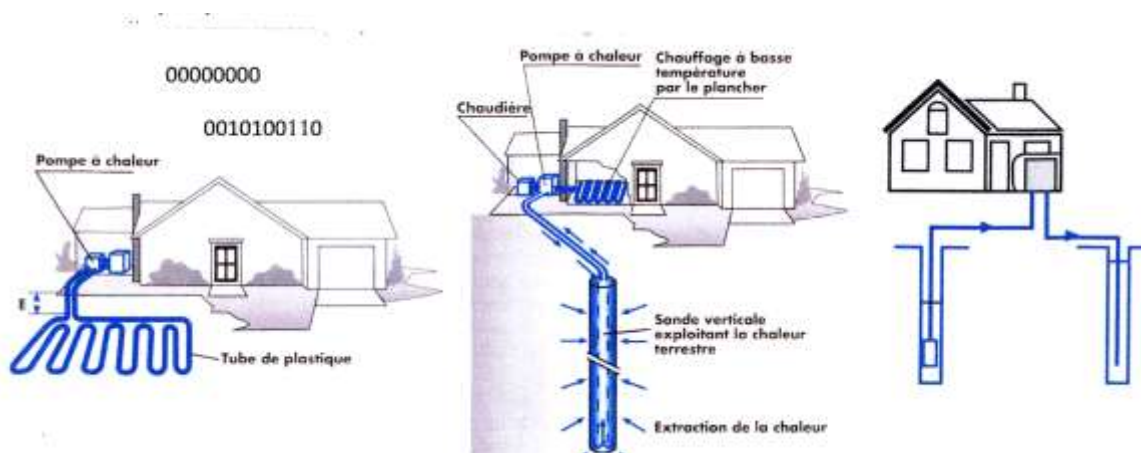 00000000
0010100110
Pompe à chaleur
m
Tube de plastique
Pompe à chaleur
Chauffage à basse
température
par le plancher
Chaudière
Sonde verticale
exploitant la chaleur
terrestre
Extraction de la chaleur